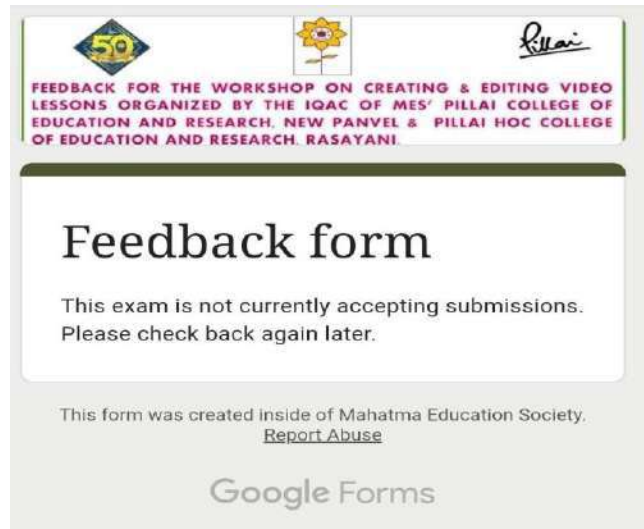 50
Pillai
FEEDBACK FOR THE WORKSHOP ON CREATING & EDITING VIDEO
LESSONS ORGANIZED BY THE IQAC OF MES' PILLAI COLLEGE OF
EDUCATION AND RESEARCH, NEW PANVEL & PILLAI HOC COLLEGE
OF EDUCATION AND RESEARCH, RASAYANI.
Feedback form
This exam is not currently accepting submissions.
Please check back again later.
This form was created inside of Mahatma Education Society.
Report Abuse
Google Forms